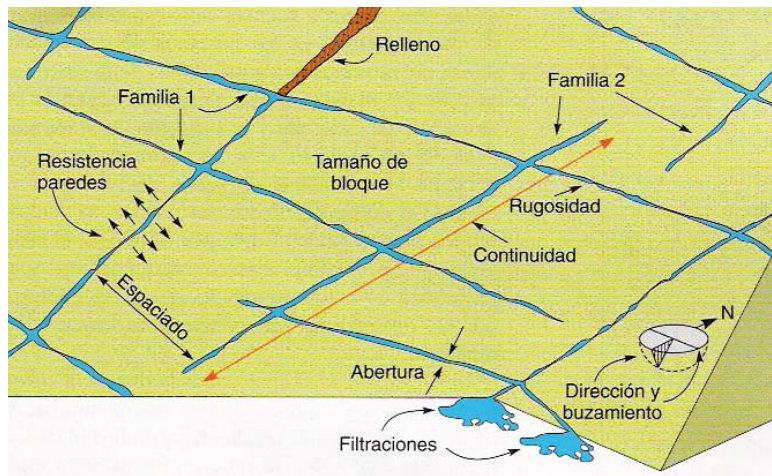 Relleno
Familia 1
Familia 2
Resistencia
paredes
Tamaño de
bloque
Rugosidad
Continuidad
Espaciado
N
Abertura
Dirección y
buzamiento
Filtraciones